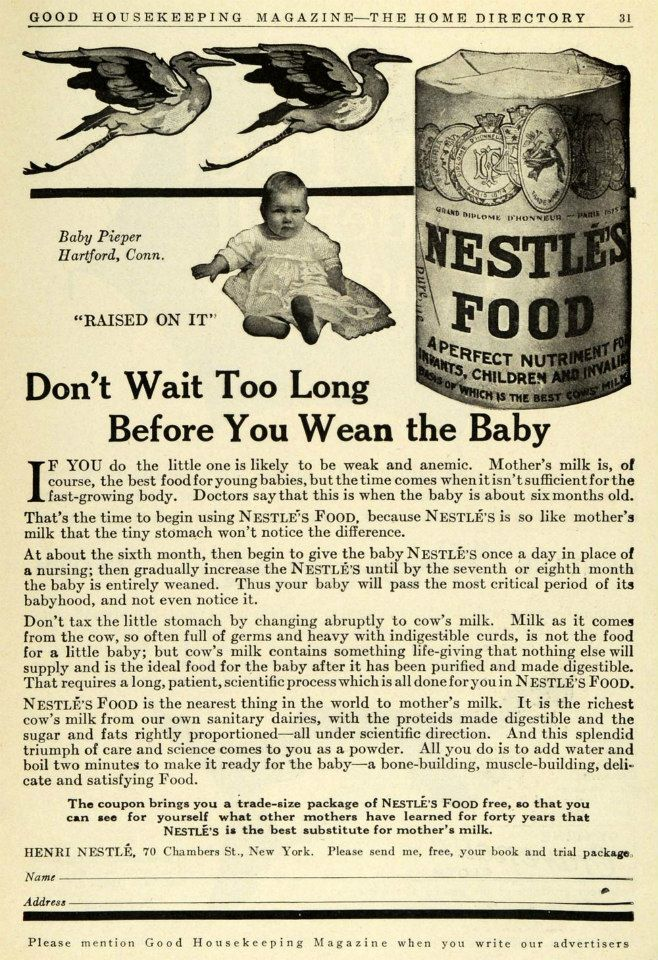 GOOD HOUSEKEEPING MAGAZINE—THE HOME DIRECTORY 31
GRAND DIPLOME D'HONNEUR — PARIS
NESTLÉ'S
FOOD
A PERFECT NUTRIMENT FOR
INFANTS, CHILDREN AND INVALIDS
BASIS OF WHICH IS THE BEST COWS' MILK
Baby Pieper
Hartford, Conn.
"RAISED ON IT"
Don't Wait Too Long
Before You Wean the Baby
IF YOU do the little one is likely to be weak and anemic. Mother's milk is, of
course, the best food for young babies, but the time comes when it isn't sufficient for the
fast-growing body. Doctors say that this is when the baby is about six months old.
That's the time to begin using NESTLÉ'S FOOD, because NESTLÉ'S is so like mother's
milk that the tiny stomach won't notice the difference.
At about the sixth month, then begin to give the baby NESTLÉ'S once a day in place of
a nursing; then gradually increase the NESTLÉ'S until by the seventh or eighth month
the baby is entirely weaned. Thus your baby will pass the most critical period of its
babyhood, and not even notice it.
Don't tax the little stomach by changing abruptly to cow's milk. Milk as it comes
from the cow, so often full of germs and heavy with indigestible curds, is not the food
for a little baby; but cow's milk contains something life-giving that nothing else will
supply and is the ideal food for the baby after it has been purified and made digestible.
That requires a long, patient, scientific process which is all done for you in NESTLÉ'S FOOD.
NESTLÉ'S FOOD is the nearest thing in the world to mother's milk. It is the richest
cow's milk from our own sanitary dairies, with the proteids made digestible and the
sugar and fats rightly proportioned—all under scientific direction. And this splendid
triumph of care and science comes to you as a powder. All you do is to add water and
boil two minutes to make it ready for the baby—a bone-building, muscle-building, deli-
cate and satisfying Food.
The coupon brings you a trade-size package of NESTLÉ'S FOOD free, so that you
can see for yourself what other mothers have learned for forty years that
NESTLÉ'S is the best substitute for mother's milk.
HENRI NESTLÉ, 70 Chambers St., New York. Please send me, free, your book and trial package.
Name
Address
Please mention Good Housekeeping Magazine when you write our advertisers